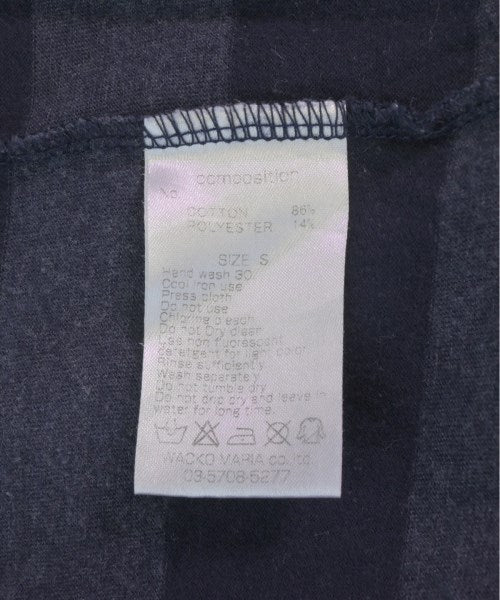 composition
No.
COTTON 86%
POLYESTER 14%
SIZE S
Hand wash 30
Cool iron use
Press cloth
Do not use
Chlorine bleach
Do not Dry clean
Use non fluorescent
detergent for light color
Rinse sufficiently
Wash separately
Do not tumble dry
Do not drip dry and leave in
water for long time.
WACKO MARIA co.,ltd.
03-5708-5277